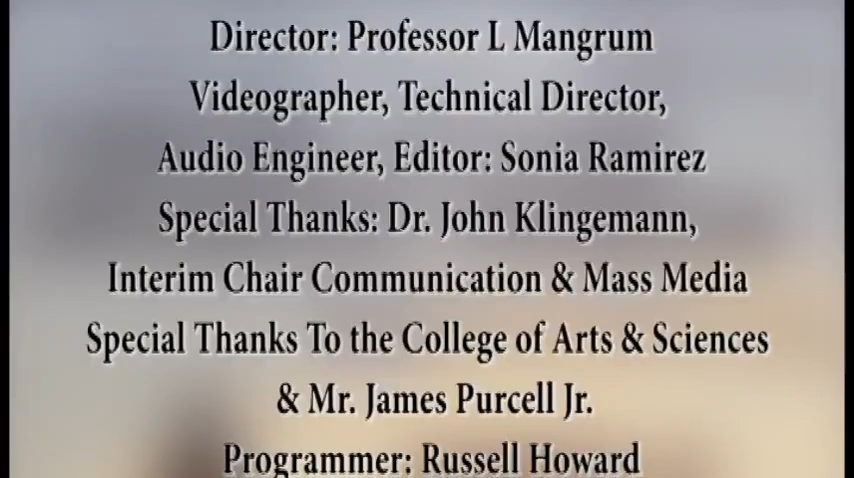 Director: Professor L Mangrum
Videographer, Technical Director,
Audio Engineer, Editor: Sonia Ramirez
Special Thanks: Dr. John Klingemann,
Interim Chair Communication & Mass Media
Special Thanks To the College of Arts & Sciences
& Mr. James Purcell Jr.
Programmer: Russell Howard